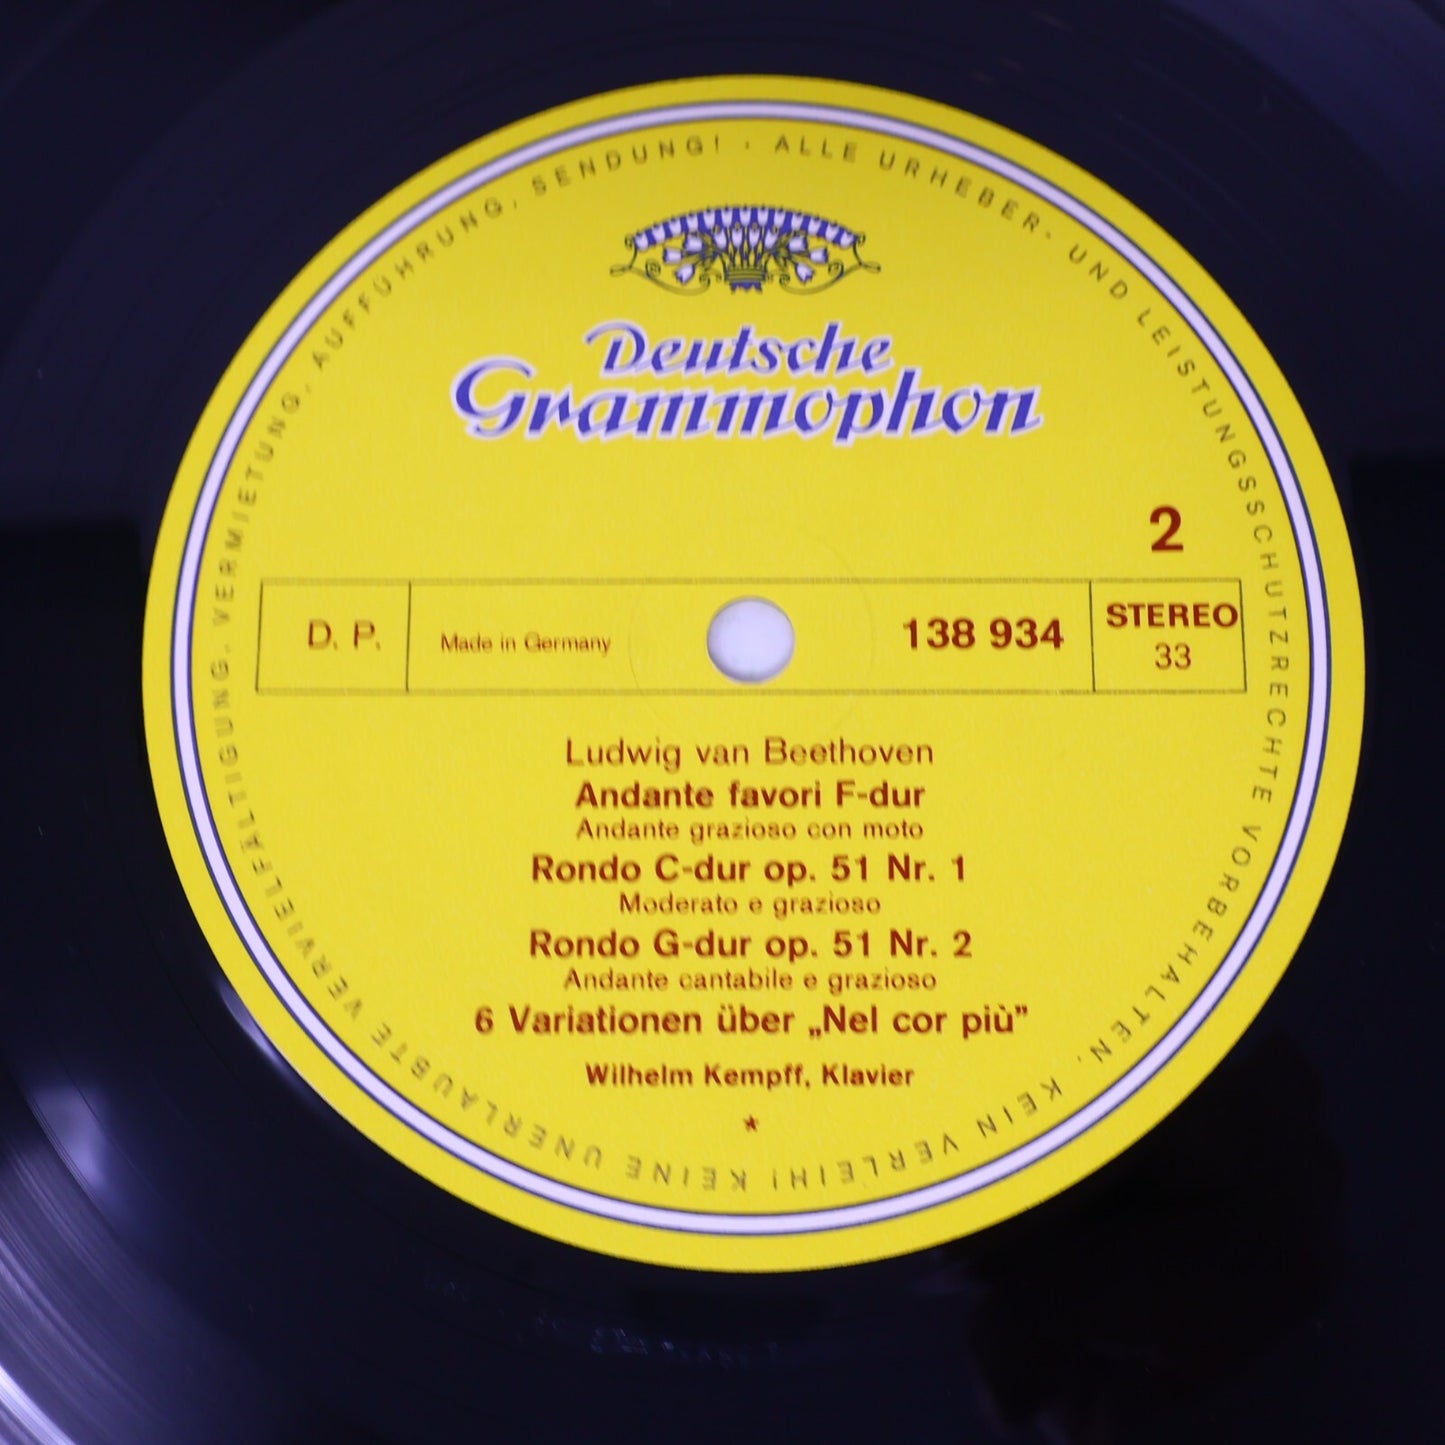 ALLE URHEBER- UND LEISTUNGSSCHUTZRECHTE VORBEHALTEN. KEIN VERLEIH! KEINE UNERLAUBTE VERVIELFÄLTIGUNG, VERMIETUNG, AUFFÜHRUNG, SENDUNG! ·
Deutsche
Grammophon
2
D. P.
Made in Germany
138 934
STEREO
33
Ludwig van Beethoven
Andante favori F-dur
Andante grazioso con moto
Rondo C-dur op. 51 Nr. 1
Moderato e grazioso
Rondo G-dur op. 51 Nr. 2
Andante cantabile e grazioso
6 Variationen über „Nel cor più”
Wilhelm Kempff, Klavier
*